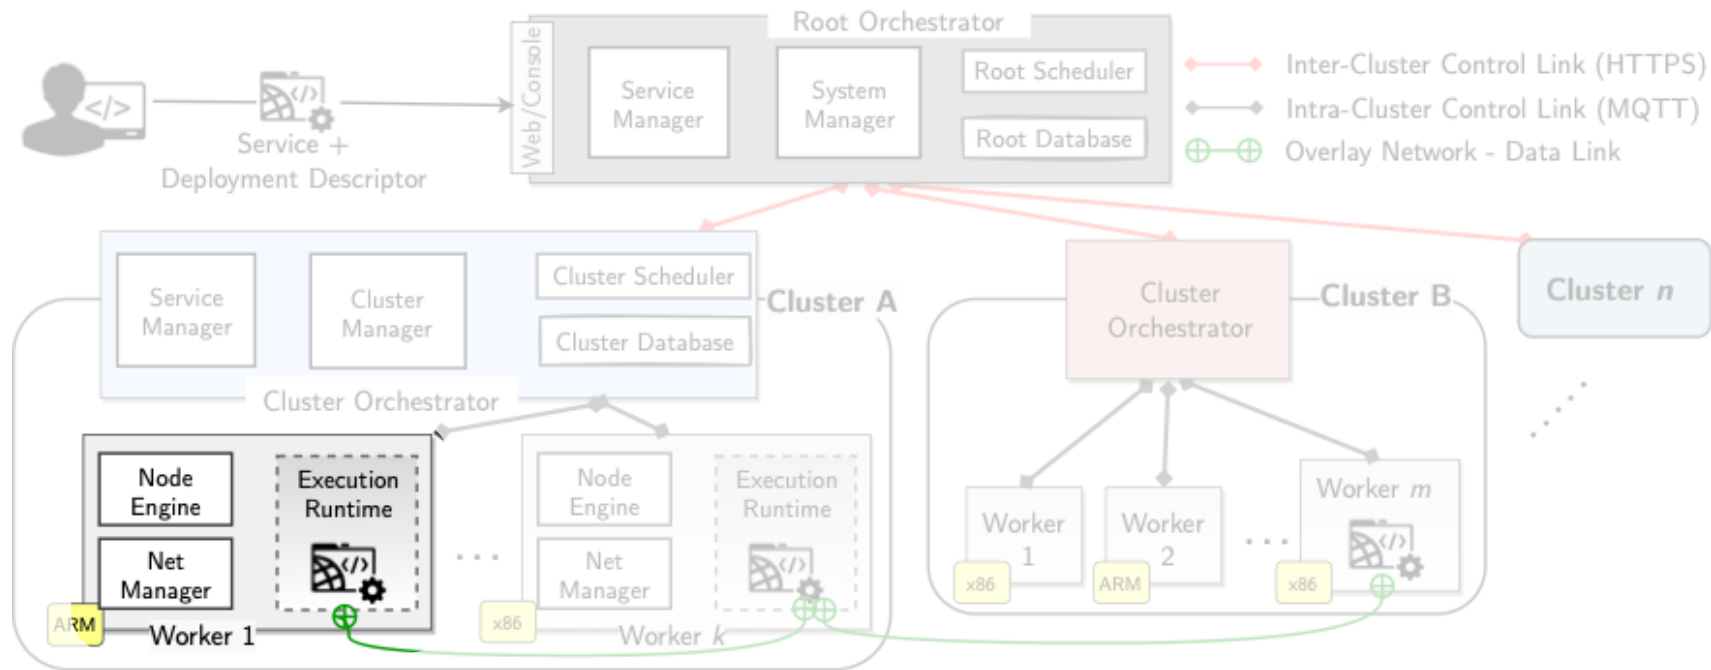 Root Orchestrator
Web/Console
Service
Manager
System
Manager
Root Scheduler
Root Database
Inter-Cluster Control Link (HTTPS)
Intra-Cluster Control Link (MQTT)
Overlay Network - Data Link
</>
</>
Service +
Deployment Descriptor
Service
Manager
Cluster
Manager
Cluster Scheduler
Cluster Database
Cluster A
Cluster Orchestrator
Cluster
Orchestrator
Cluster B
Cluster n
Node
Engine
Net
Manager
Execution
Runtime
</>
ARM
Worker 1
...
Node
Engine
Net
Manager
Execution
Runtime
</>
x86
Worker k
Worker
1
x86
Worker
2
ARM
...
Worker m
</>
x86